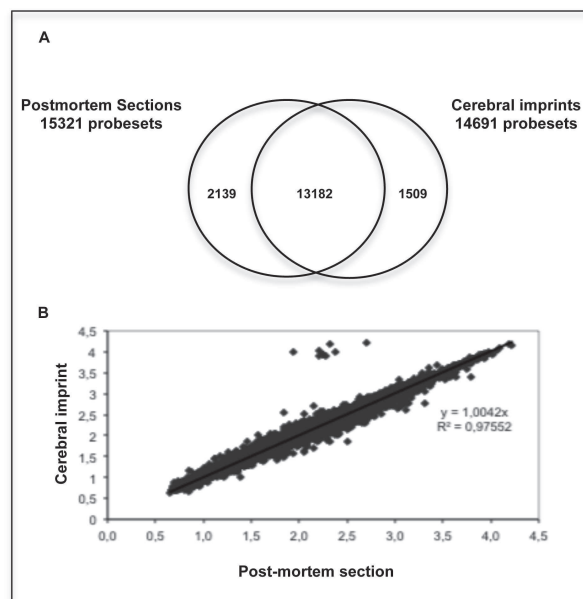 A
Postmortem Sections
15321 probesets
Cerebral imprints
14691 probesets
2139
13182
1509
B
Cerebral imprint
4,5
4
3,5
3
2,5
2
1,5
1
0,5
0
y = 1,0042x
R² = 0,97552
0,0 0,5 1,0 1,5 2,0 2,5 3,0 3,5 4,0 4,5
Post-mortem section